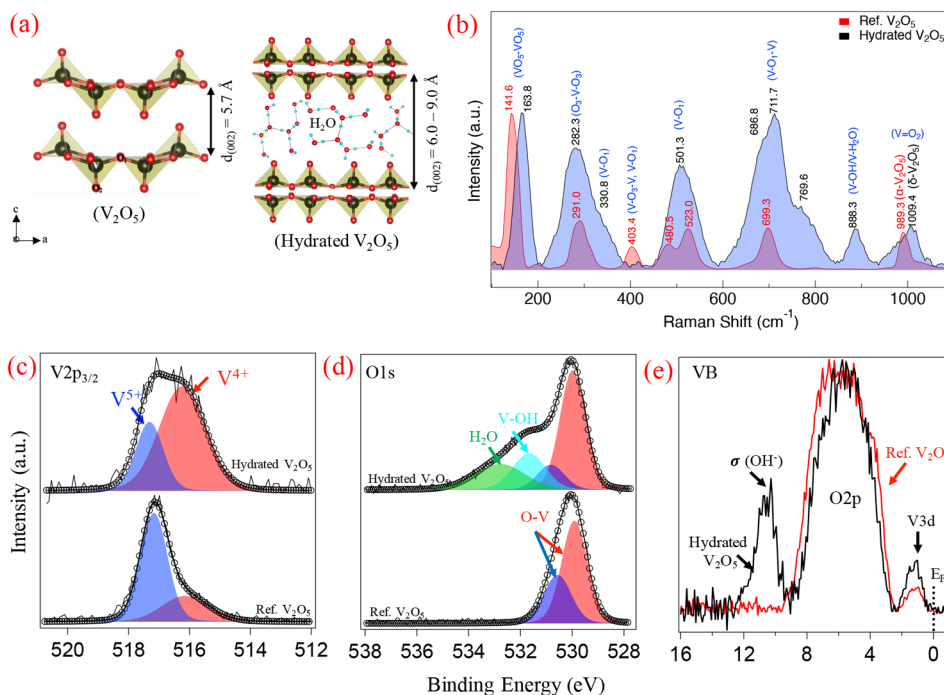 (a)
d(002) = 5.7 Å
(V₂O₅)
c
a
H₂O
d(002) = 6.0 – 9.0 Å
(Hydrated V₂O₅)
(b)
Ref. V₂O₅
Hydrated V₂O₅
Intensity (a.u.)
141.6 (VO₅-VO₅)
163.8
282.3 (O₃-V-O₃)
291.0
330.8 (V-O₁)
403.4 (V-O₃-V, V-O₁)
480.5
501.3 (V-O₁)
523.0
686.8
699.3
711.7 (V-O₁-V)
769.6
888.3 (V-OH/V-H₂O)
(V=O₂)
989.3 (α-V₂O₅)
1009.4 (δ-V₂O₅)
200 400 600 800 1000
Raman Shift (cm⁻¹)
(c)
V2p₃/₂
V⁵⁺
V⁴⁺
Hydrated V₂O₅
Ref. V₂O₅
Intensity (a.u.)
520 518 516 514 512
(d)
O1s
H₂O
V-OH
Hydrated V₂O₅
O-V
Ref. V₂O₅
538 536 534 532 530 528
Binding Energy (eV)
(e)
VB
σ (OH⁻)
Ref. V₂O
O2p
V3d
Hydrated
V₂O₅
E_F
16 12 8 4 0